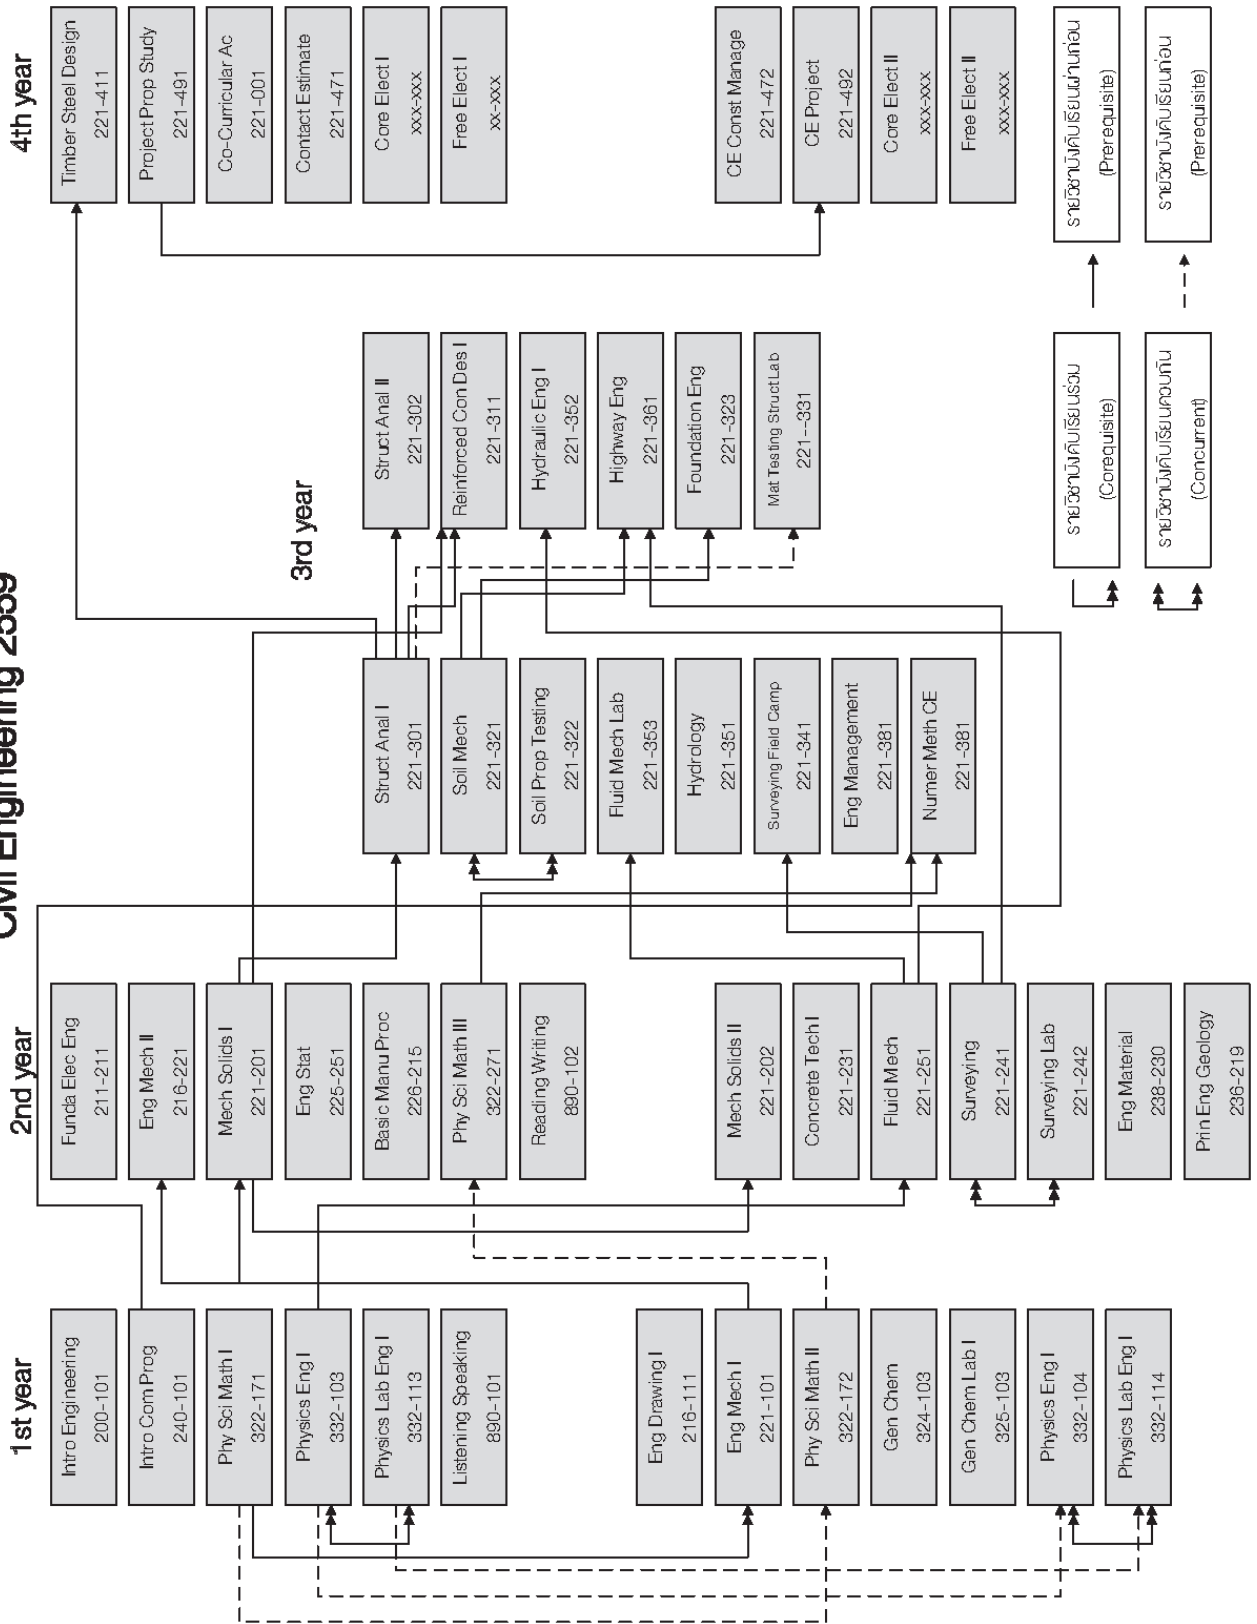 Civil Engineering 2559
1st year
Intro Engineering
200-101
Intro Com Prog
240-101
Phy Sci Math I
322-171
Physics Eng I
332-103
Physics Lab Eng I
332-113
Listening Speaking
890-101
Eng Drawing I
216-111
Eng Mech I
221-101
Phy Sci Math II
322-172
Gen Chem
324-103
Gen Chem Lab I
325-103
Physics Eng I
332-104
Physics Lab Eng I
332-114
2nd year
Funda Elec Eng
211-211
Eng Mech II
216-221
Mech Solids I
221-201
Eng Stat
225-251
Basic Manu Proc
226-215
Phy Sci Math III
322-271
Reading Writing
890-102
Mech Solids II
221-202
Concrete Tech I
221-231
Fluid Mech
221-251
Surveying
221-241
Surveying Lab
221-242
Eng Material
238-230
Prin Eng Geology
236-219
3rd year
Struct Anal I
221-301
Soil Mech
221-321
Soil Prop Testing
221-322
Fluid Mech Lab
221-353
Hydrology
221-351
Surveying Field Camp
221-341
Eng Management
221-381
Numer Meth CE
221-381
Struct Anal II
221-302
Reinforced Con Des I
221-311
Hydraulic Eng I
221-352
Highway Eng
221-361
Foundation Eng
221-323
Mat Testing Struct Lab
221--331
4th year
Timber Steel Design
221-411
Project Prop Study
221-491
Co-Curricular Ac
221-001
Contact Estimate
221-471
Core Elect I
xxx-xxx
Free Elect I
xx-xxx
CE Const Manage
221-472
CE Project
221-492
Core Elect II
xxx-xxx
Free Elect II
xxx-xxx
รายวิชาบังคับเรียนร่วม
(Corequisite)
รายวิชาบังคับเรียนควบกัน
(Concurrent)
รายวิชาบังคับเรียนผ่านก่อน
(Prerequisite)
รายวิชาบังคับเรียนก่อน
(Prerequisite)